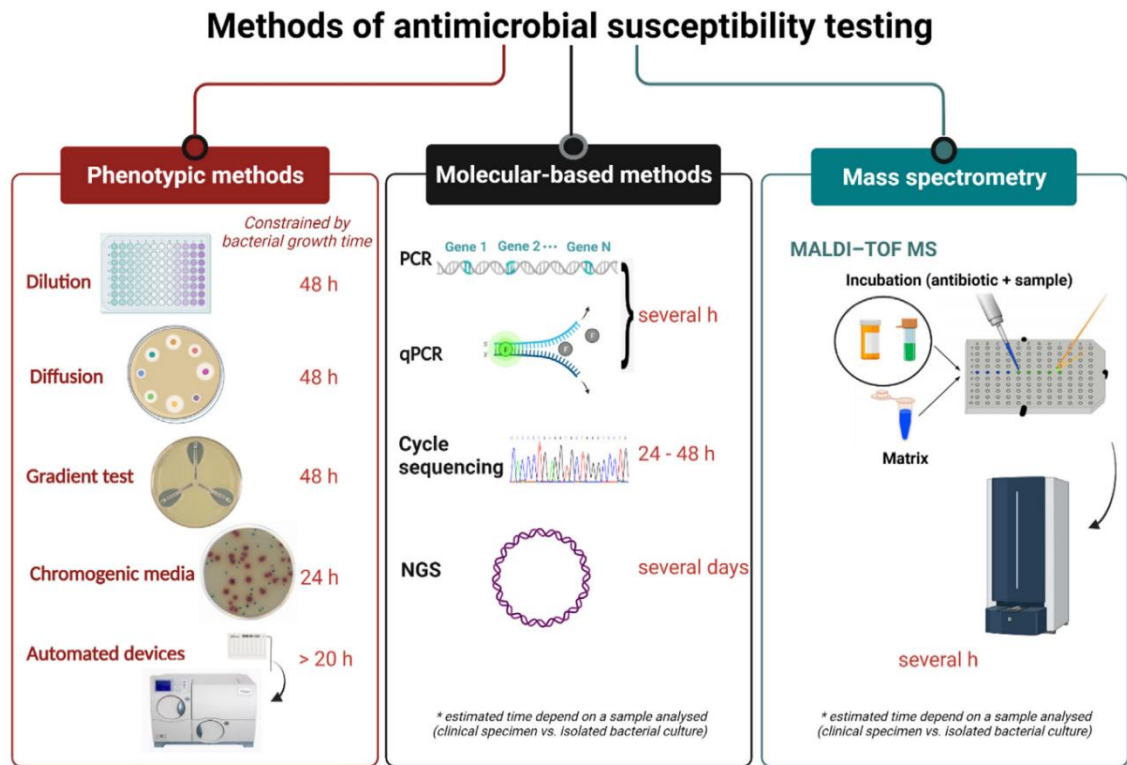 Methods of antimicrobial susceptibility testing
Phenotypic methods
Constrained by
bacterial growth time
Dilution
48 h
Diffusion
48 h
Gradient test
48 h
Chromogenic media
24 h
Automated devices
> 20 h
Molecular-based methods
Gene 1 Gene 2 ··· Gene N
PCR
several h
qPCR
F
F
F
Cycle
sequencing
24 - 48 h
NGS
several days
* estimated time depend on a sample analysed
(clinical specimen vs. isolated bacterial culture)
Mass spectrometry
MALDI–TOF MS
Incubation (antibiotic + sample)
Matrix
several h
* estimated time depend on a sample analysed
(clinical specimen vs. isolated bacterial culture)